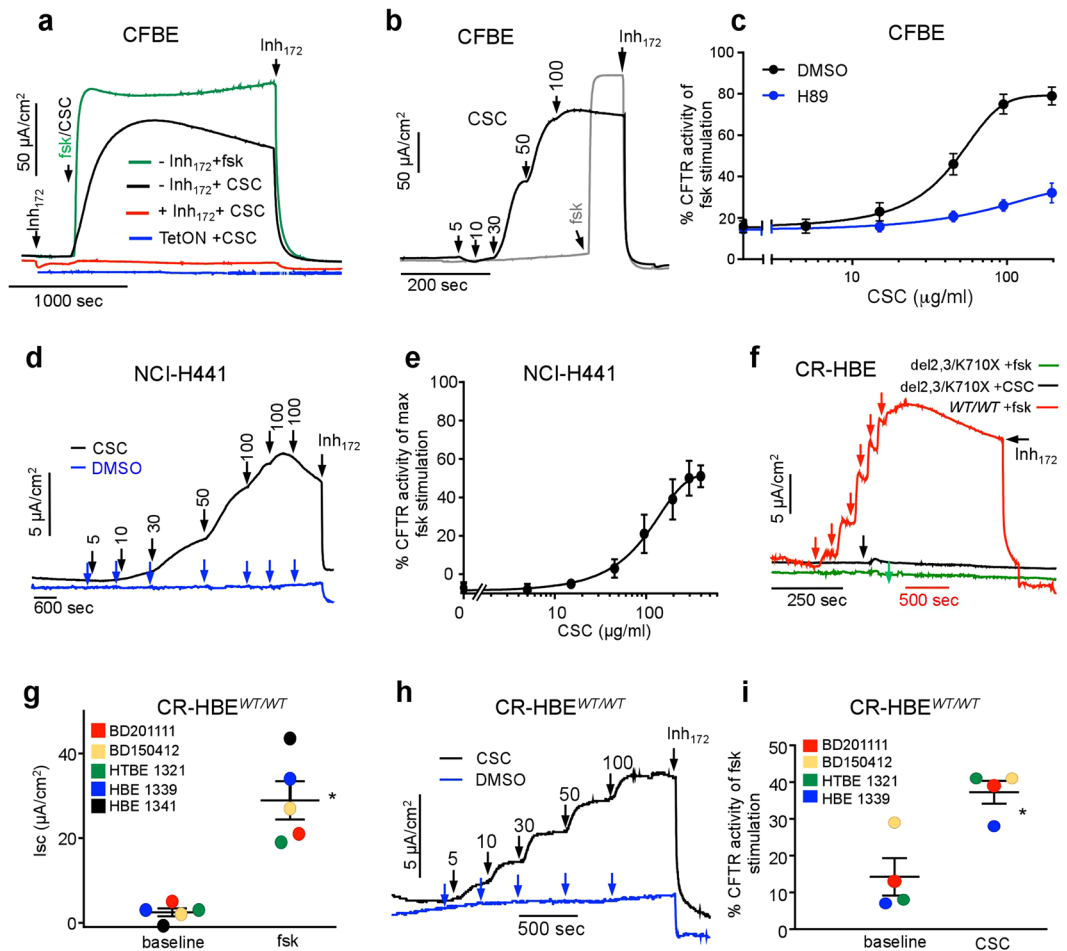 a
CFBE
Inh172
50 µA/cm2
fsk/CSC
Inh172
- Inh172+fsk
- Inh172+ CSC
+ Inh172+ CSC
TetON +CSC
1000 sec
b
CFBE
Inh172
CSC
100
50
5
10
30
fsk
50 µA/cm2
200 sec
c
CFBE
% CFTR activity of
fsk stimulation
100
80
60
40
20
0
DMSO
H89
10
100
CSC (µg/ml)
d
NCI-H441
CSC
DMSO
5 µA/cm2
5
10
30
50
100
100
100
Inh172
600 sec
e
NCI-H441
% CFTR activity of max
fsk stimulation
100
80
60
40
20
0
0
10
100
CSC (µg/ml)
f
CR-HBE
del2,3/K710X +fsk
del2,3/K710X +CSC
WT/WT +fsk
Inh172
5 µA/cm2
250 sec
500 sec
g
CR-HBEWT/WT
BD201111
BD150412
HTBE 1321
HBE 1339
HBE 1341
Isc (µA/cm2)
40
20
0
*
baseline
fsk
h
CR-HBEWT/WT
CSC
DMSO
Inh172
5
10
30
50
100
5 µA/cm2
500 sec
i
CR-HBEWT/WT
BD201111
BD150412
HTBE 1321
HBE 1339
% CFTR activity of fsk
stimulation
50
40
30
20
10
0
*
baseline
CSC